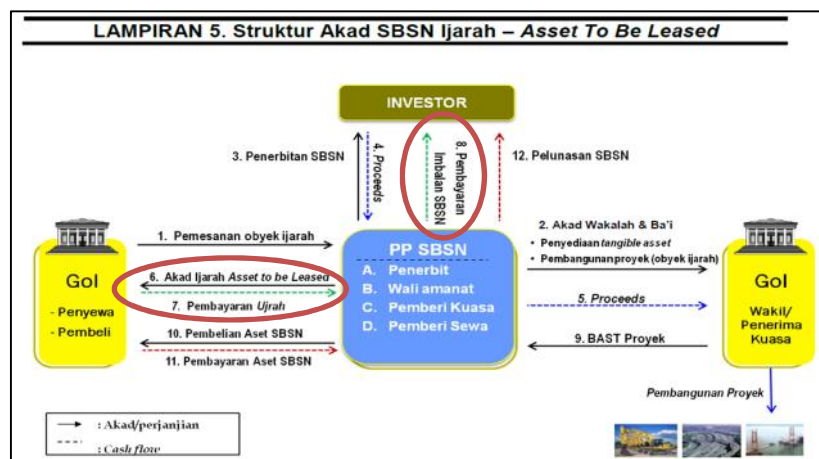 LAMPIRAN 5. Struktur Akad SBSN Ijarah – Asset To Be Leased
INVESTOR
3. Penerbitan SBSN
4. Proceeds
8. Pembayaran
Imbalan SBSN
12. Pelunasan SBSN
1. Pemesanan obyek ijarah
2. Akad Wakalah & Ba'i
• Penyediaan tangible asset
• Pembangunan proyek (obyek ijarah)
GoI
- Penyewa
- Pembeli
6. Akad Ijarah Asset to be Leased
7. Pembayaran Ujrah
10. Pembelian Aset SBSN
11. Pembayaran Aset SBSN
PP SBSN
A. Penerbit
B. Wali amanat
C. Pemberi Kuasa
D. Pemberi Sewa
5. Proceeds
9. BAST Proyek
GoI
Wakil/
Penerima
Kuasa
Pembangunan Proyek
: Akad/perjanjian
: Cash flow